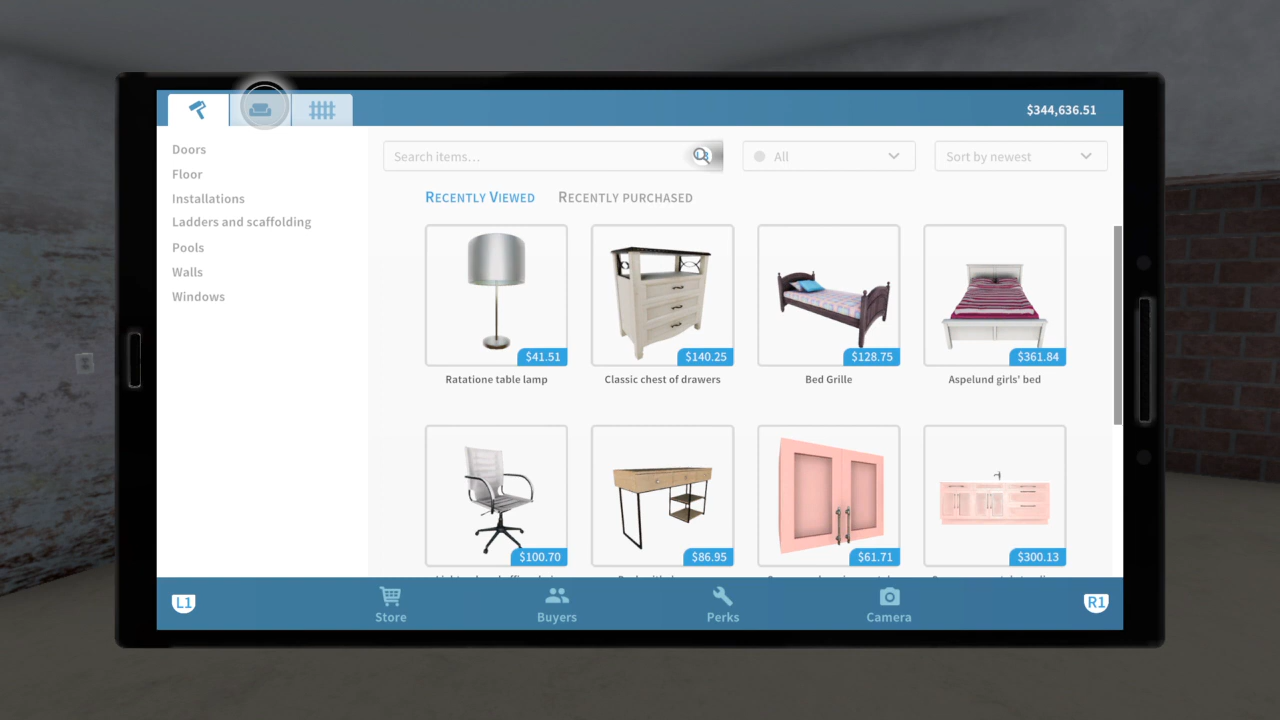 $344,636.51
Doors
Floor
Installations
Ladders and scaffolding
Pools
Walls
Windows
Search items...
All
Sort by newest
RECENTLY VIEWED
RECENTLY PURCHASED
$41.51
Ratatione table lamp
$140.25
Classic chest of drawers
$128.75
Bed Grille
$361.84
Aspelund girls' bed
$100.70
$86.95
$61.71
$300.13
L1
Store
Buyers
Perks
Camera
R1